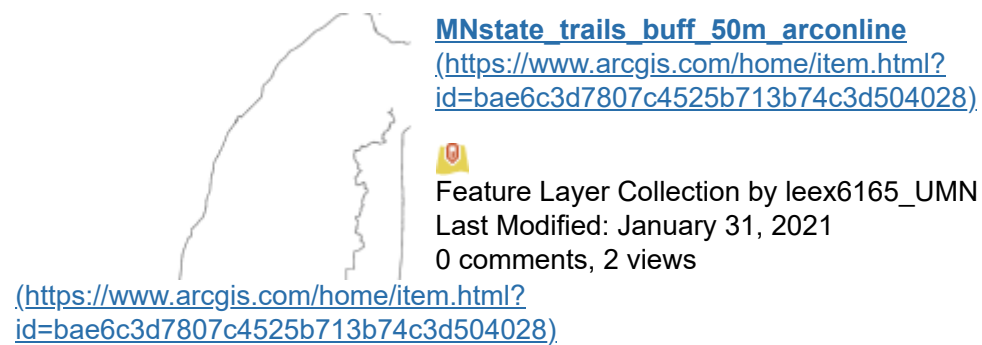 MNstate_trails_buff_50m_arconline
(https://www.arcgis.com/home/item.html?
id=bae6c3d7807c4525b713b74c3d504028)
Feature Layer Collection by leex6165_UMN
Last Modified: January 31, 2021
0 comments, 2 views
(https://www.arcgis.com/home/item.html?
id=bae6c3d7807c4525b713b74c3d504028)